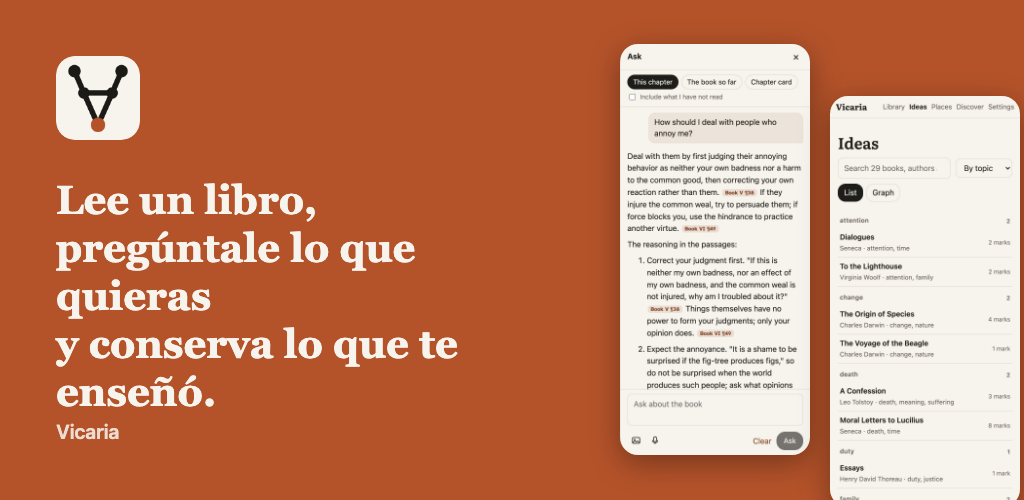 Lee un libro,
pregúntale lo que
quieras
y conserva lo que te
enseñó.
Vicaria
Ask
×
This chapter
The book so far
Chapter card
Include what I have not read
How should I deal with people who
annoy me?
Deal with them by first judging their annoying
behavior as neither your own badness nor a harm
to the common good, then correcting your own
reaction rather than them. Book V §36 If they
injure the common weal, try to persuade them; if
force blocks you, use the hindrance to practice
another virtue. Book VI §49
The reasoning in the passages:
1. Correct your judgment first. "If this is
neither my own badness, nor an effect of
my own badness, and the common weal is
not injured, why am I troubled about it?"
Book V §36 Things themselves have no
power to form your judgments; only your
opinion does. Book VI §49
2. Expect the annoyance. "It is a shame to be
surprised if the fig-tree produces figs," so
do not be surprised when the world
produces such people; ask what opinions
Ask about the book
Clear
Ask
Vicaria
Library Ideas Places Discover Settings
Ideas
Search 29 books, authors
By topic
List
Graph
attention 2
Dialogues
Seneca · attention, time
2 marks
To the Lighthouse
Virginia Woolf · attention, family
2 marks
change 2
The Origin of Species
Charles Darwin · change, nature
4 marks
The Voyage of the Beagle
Charles Darwin · change, nature
1 mark
death 2
A Confession
Leo Tolstoy · death, meaning, suffering
3 marks
Moral Letters to Lucilius
Seneca · death, time
8 marks
duty 1
Essays
Henry David Thoreau · duty, justice
1 mark
family